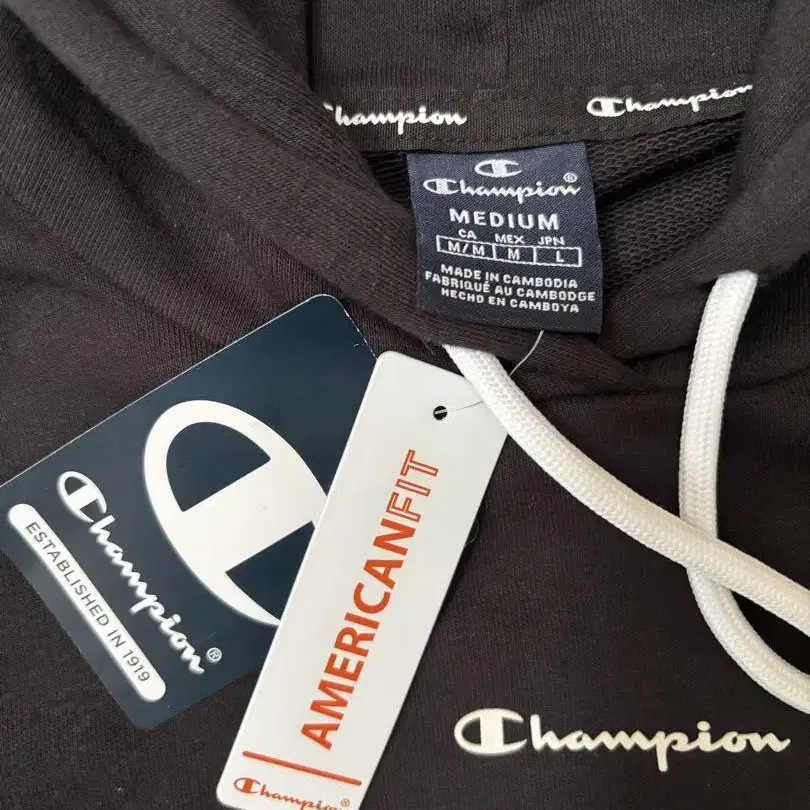 Champion
Champion
Champion®
MEDIUM
CA MEX JPN
M/M M L
MADE IN CAMBODIA
FABRIQUÉ AU CAMBODGE
HECHO EN CAMBOYA
Champion®
ESTABLISHED IN 1919
AMERICANFIT
Champion®
Champion